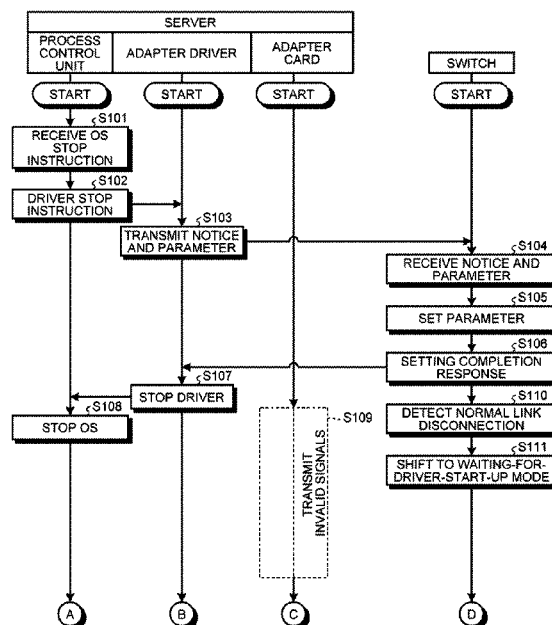 SERVER
PROCESS
CONTROL
UNIT
ADAPTER DRIVER
ADAPTER
CARD
SWITCH
START
START
START
START
S101
RECEIVE OS
STOP
INSTRUCTION
S102
DRIVER STOP
INSTRUCTION
S103
TRANSMIT NOTICE
AND PARAMETER
S104
RECEIVE NOTICE AND
PARAMETER
S105
SET PARAMETER
S106
SETTING COMPLETION
RESPONSE
S107
STOP DRIVER
S108
STOP OS
S109
TRANSMIT
INVALID SIGNALS
S110
DETECT NORMAL LINK
DISCONNECTION
S111
SHIFT TO WAITING-FOR-
DRIVER-START-UP MODE
A
B
C
D